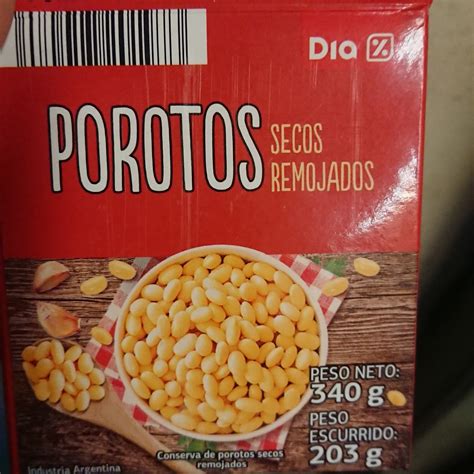 Dia %
POROTOS
SECOS
REMOJADOS
PESO NETO:
340 g
PESO
ESCURRIDO:
203 g
Conserva de porotos secos
remojados
Industria Argentina